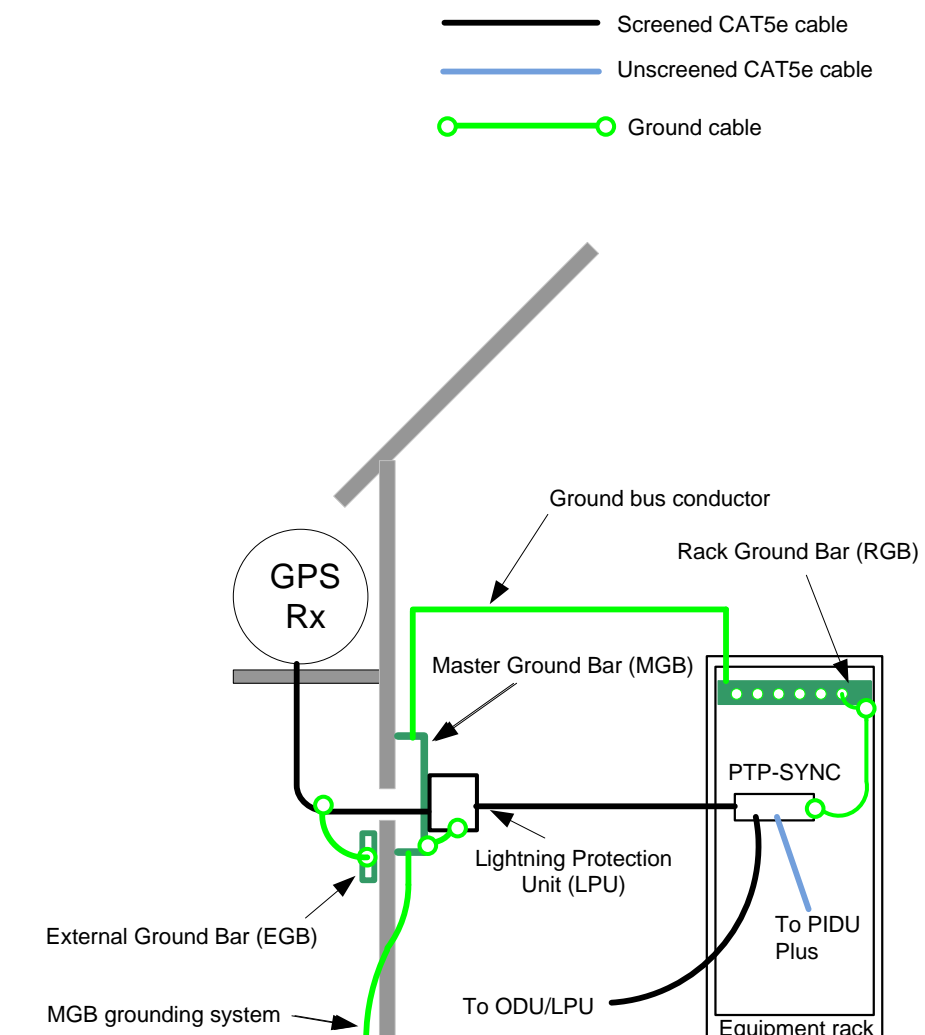 Screened CAT5e cable
Unscreened CAT5e cable
Ground cable
Ground bus conductor
Rack Ground Bar (RGB)
GPS
Rx
Master Ground Bar (MGB)
PTP-SYNC
Lightning Protection
Unit (LPU)
To PIDU
Plus
External Ground Bar (EGB)
To ODU/LPU
MGB grounding system
Equipment rack